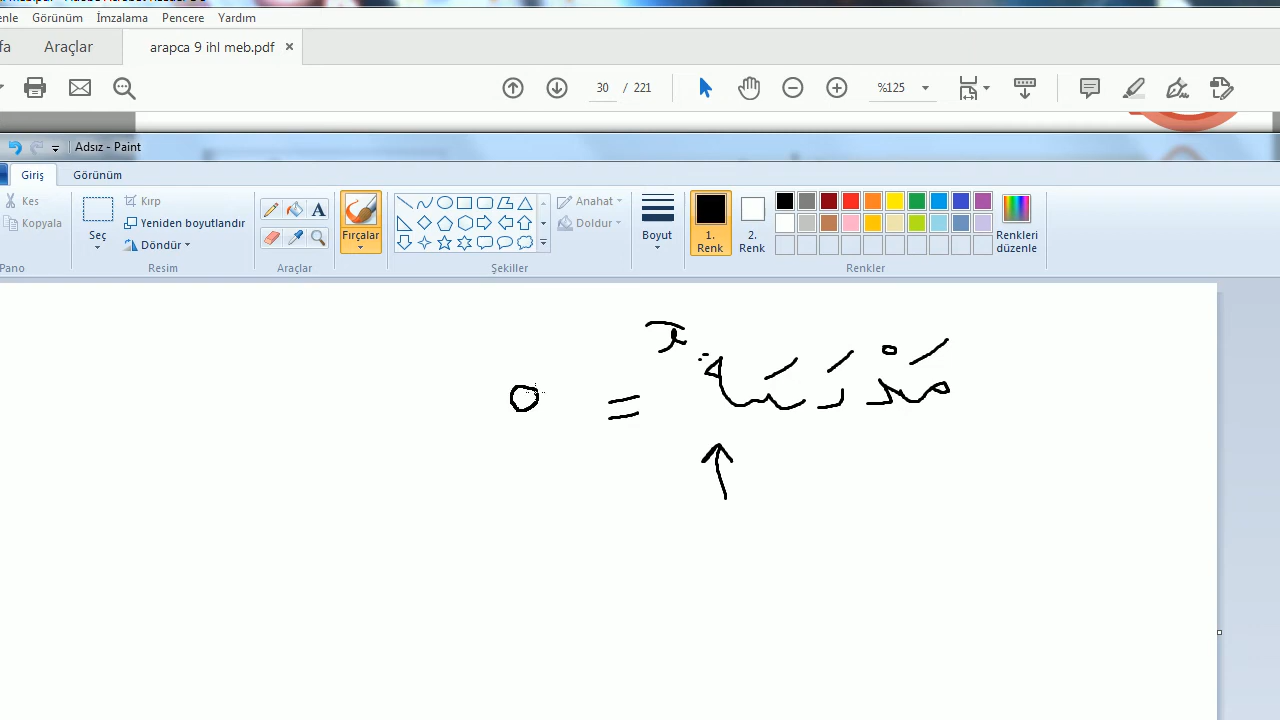 Görünüm İzlence Pencere Yardım
Araçlar arapca 9 ihl meb.pdf ×
30 / 221 %125
Adsız - Paint
Giriş Görünüm
Kes
Kopyala
Pano
Seç
Kırp
Yeniden boyutlandır
Döndür
Resim
A
Araçlar
Fırçalar
Anahat
Doldur
Şekiller
Boyut
1. Renk
2. Renk
Renkleri düzenle
Renkler
مَدْرَسَة =